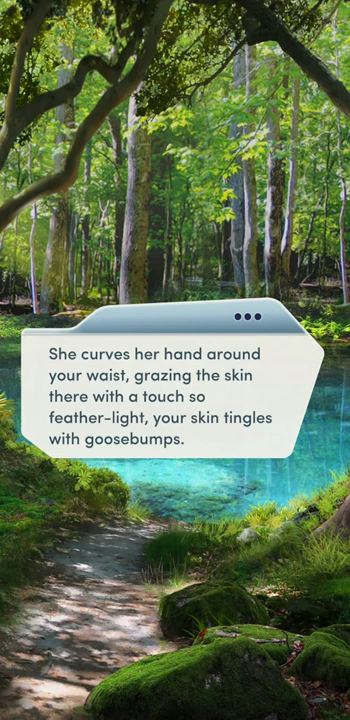 She curves her hand around
your waist, grazing the skin
there with a touch so
feather-light, your skin tingles
with goosebumps.